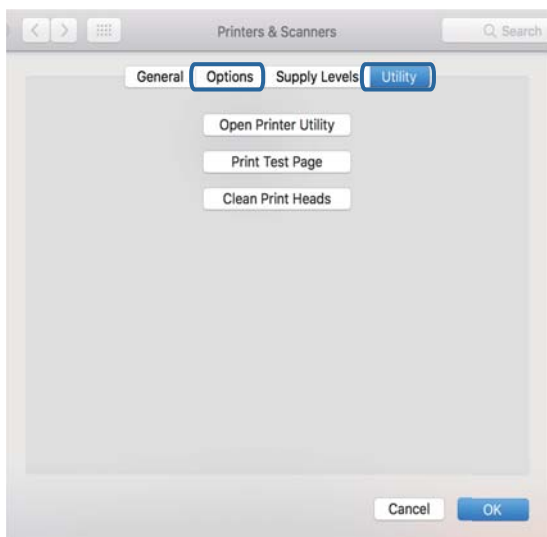 Printers & Scanners
Search
General Options Supply Levels Utility
Open Printer Utility
Print Test Page
Clean Print Heads
Cancel OK